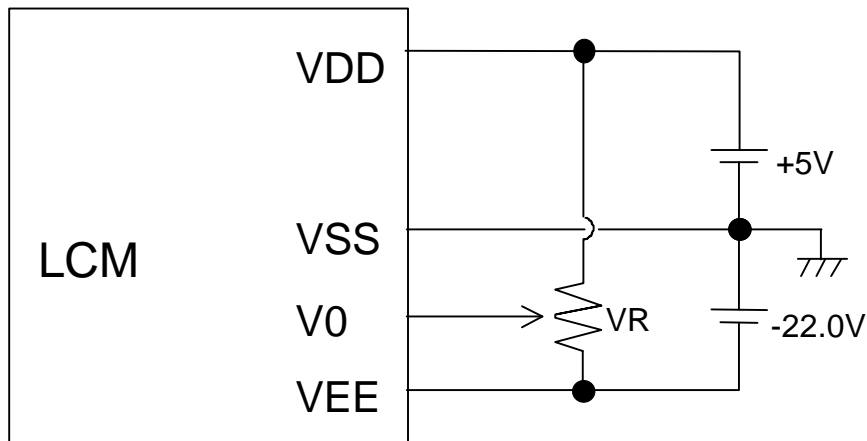 VDD
+5V
VSS
LCM
V0
VR
-22.0V
VEE